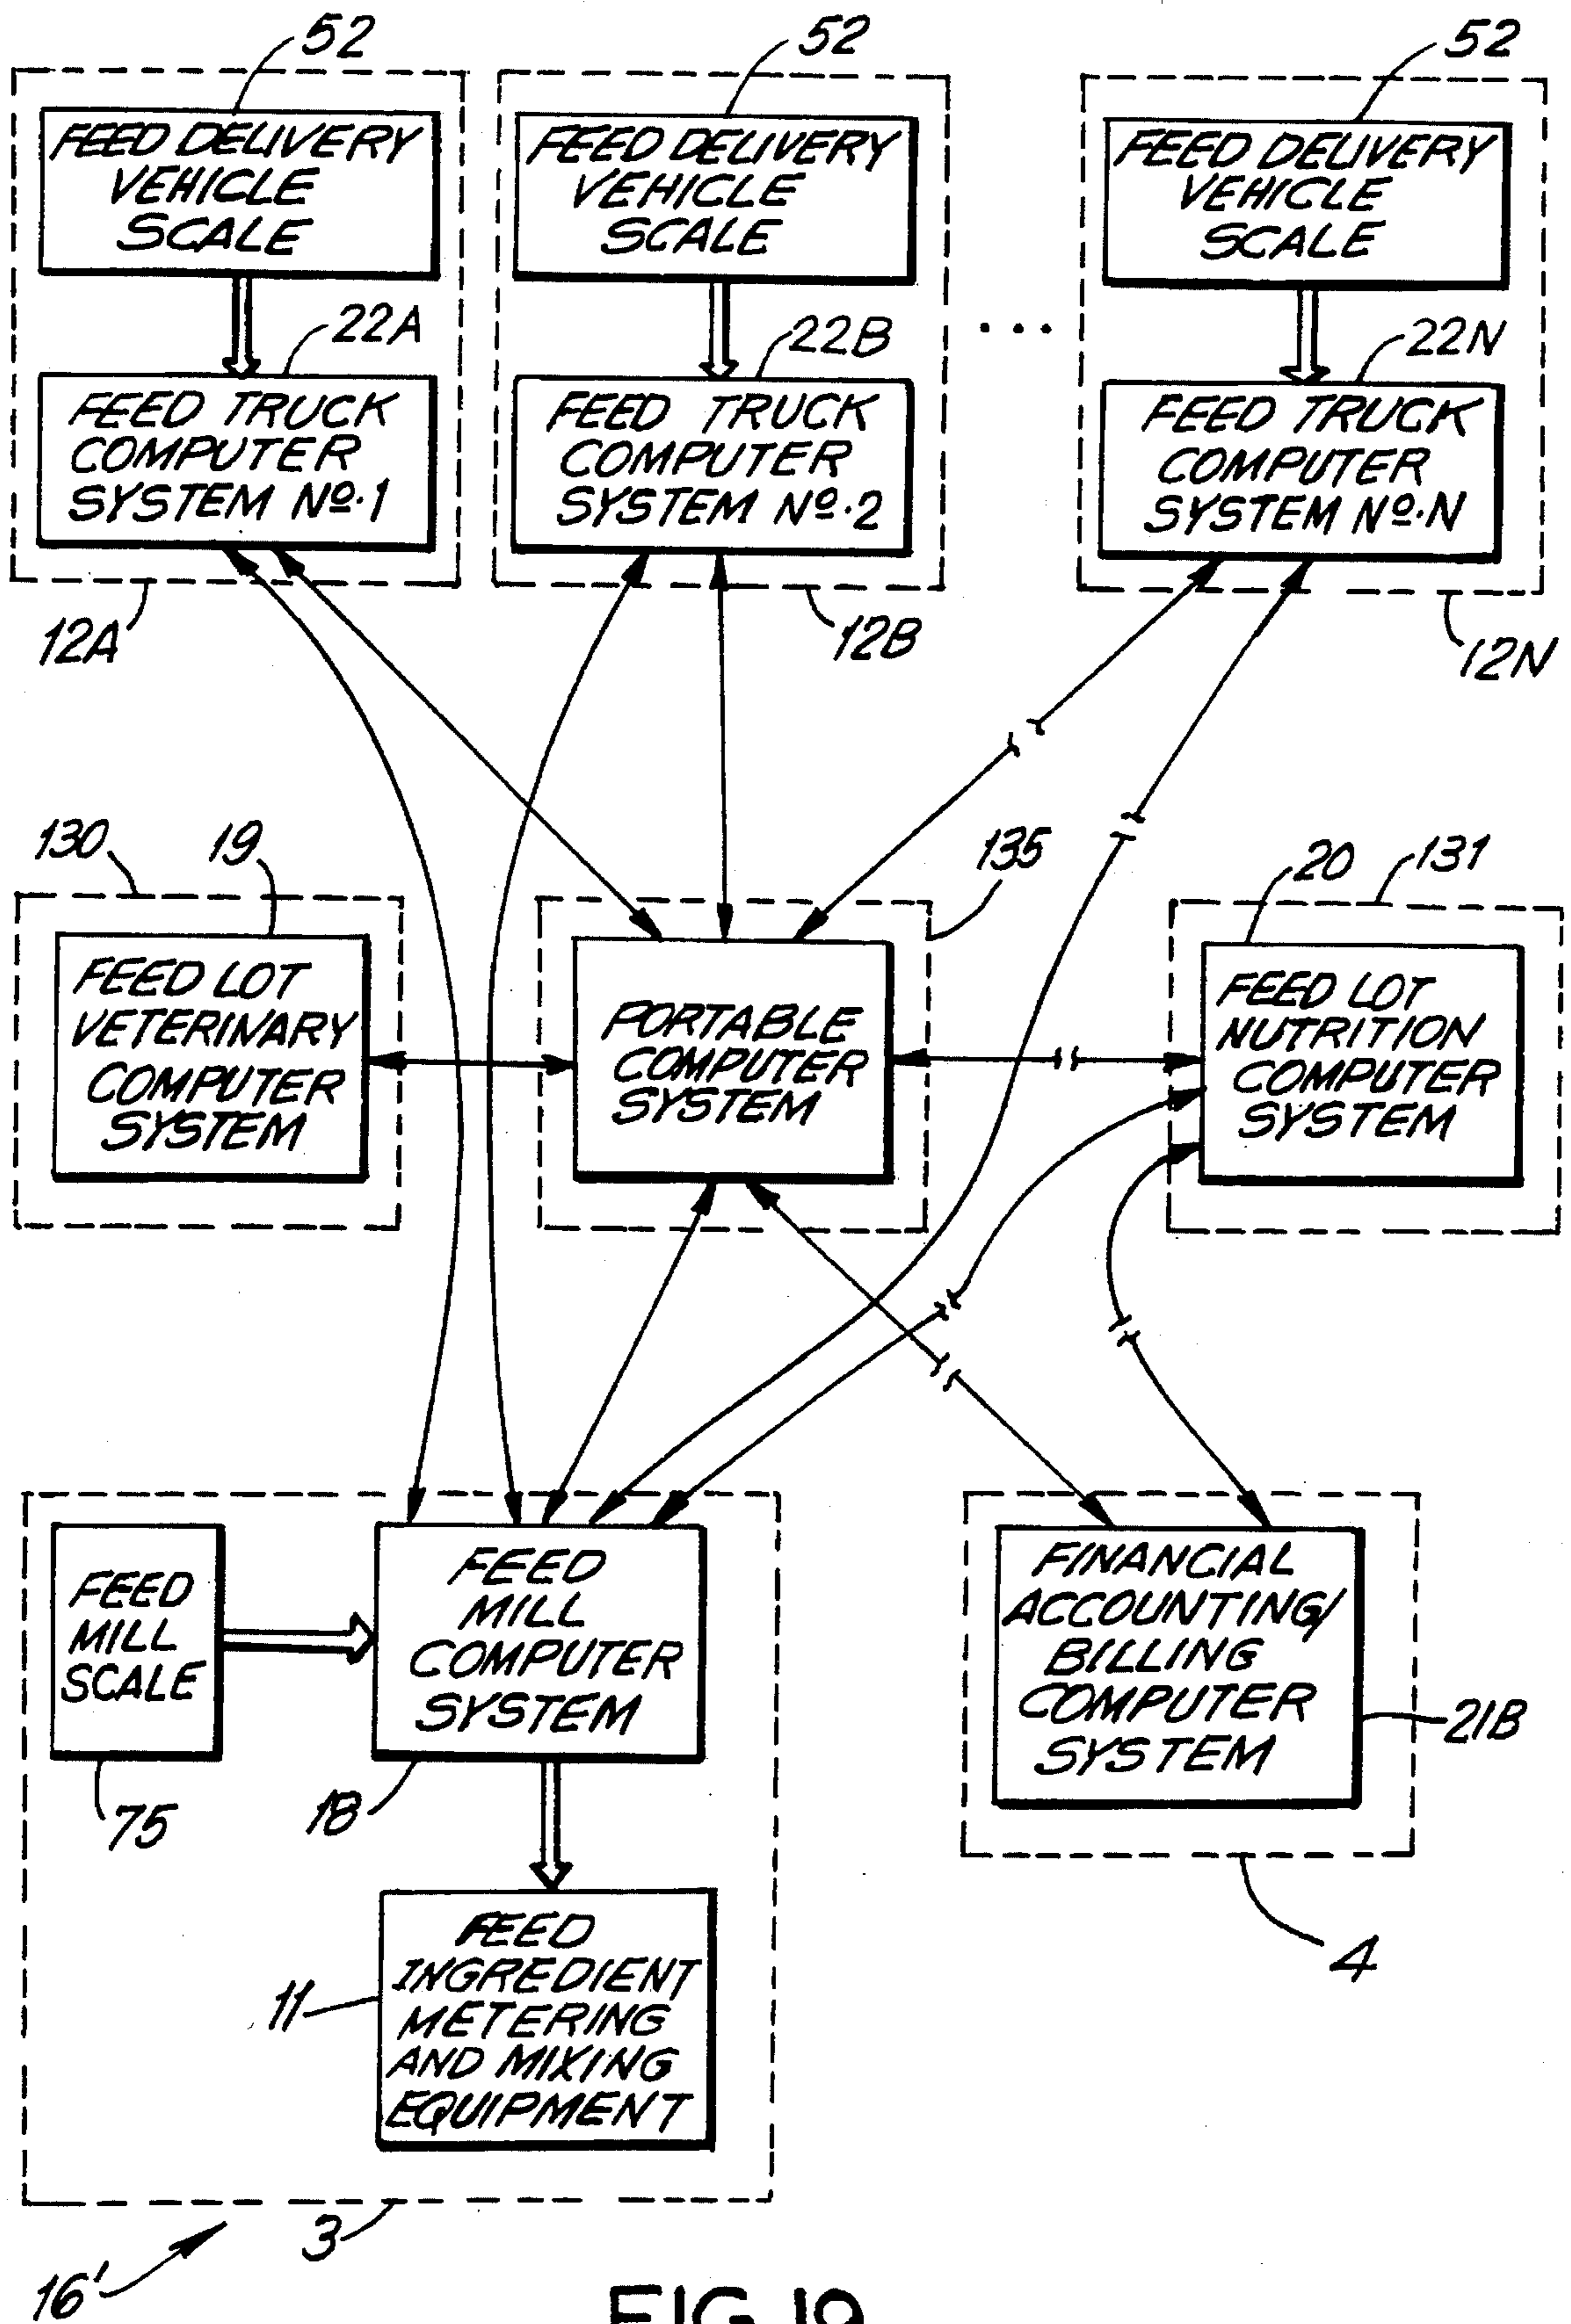 52
52
52
FEED DELIVERY
VEHICLE
SCALE
FEED DELIVERY
VEHICLE
SCALE
FEED DELIVERY
VEHICLE
SCALE
22A
22B
...
22N
FEED TRUCK
COMPUTER
SYSTEM Nº.1
FEED TRUCK
COMPUTER
SYSTEM Nº.2
FEED TRUCK
COMPUTER
SYSTEM Nº.N
12A
12B
12N
130
19
135
20
131
FEED LOT
VETERINARY
COMPUTER
SYSTEM
PORTABLE
COMPUTER
SYSTEM
FEED LOT
NUTRITION
COMPUTER
SYSTEM
FEED
MILL
SCALE
FEED
MILL
COMPUTER
SYSTEM
FINANCIAL
ACCOUNTING/
BILLING
COMPUTER
SYSTEM
21B
75
18
4
11
FEED
INGREDIENT
METERING
AND MIXING
EQUIPMENT
3
16'
FIG.19